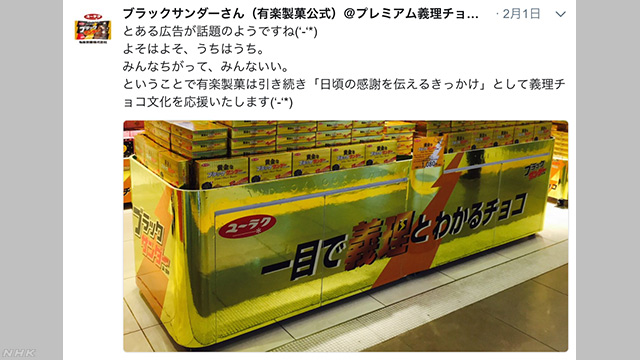 ブラックサンダーさん（有楽製菓公式）@プレミアム義理チョ… ・2月1日
とある広告が話題のようですね(‘-‘*)
よそはよそ、うちはうち。
みんなちがって、みんないい。
ということで有楽製菓は引き続き「日頃の感謝を伝えるきっかけ」として義理チ
ョコ文化を応援いたします(‘-‘*)
ユーラク
一目で義理とわかるチョコ
ブラック
サンダー
NHK